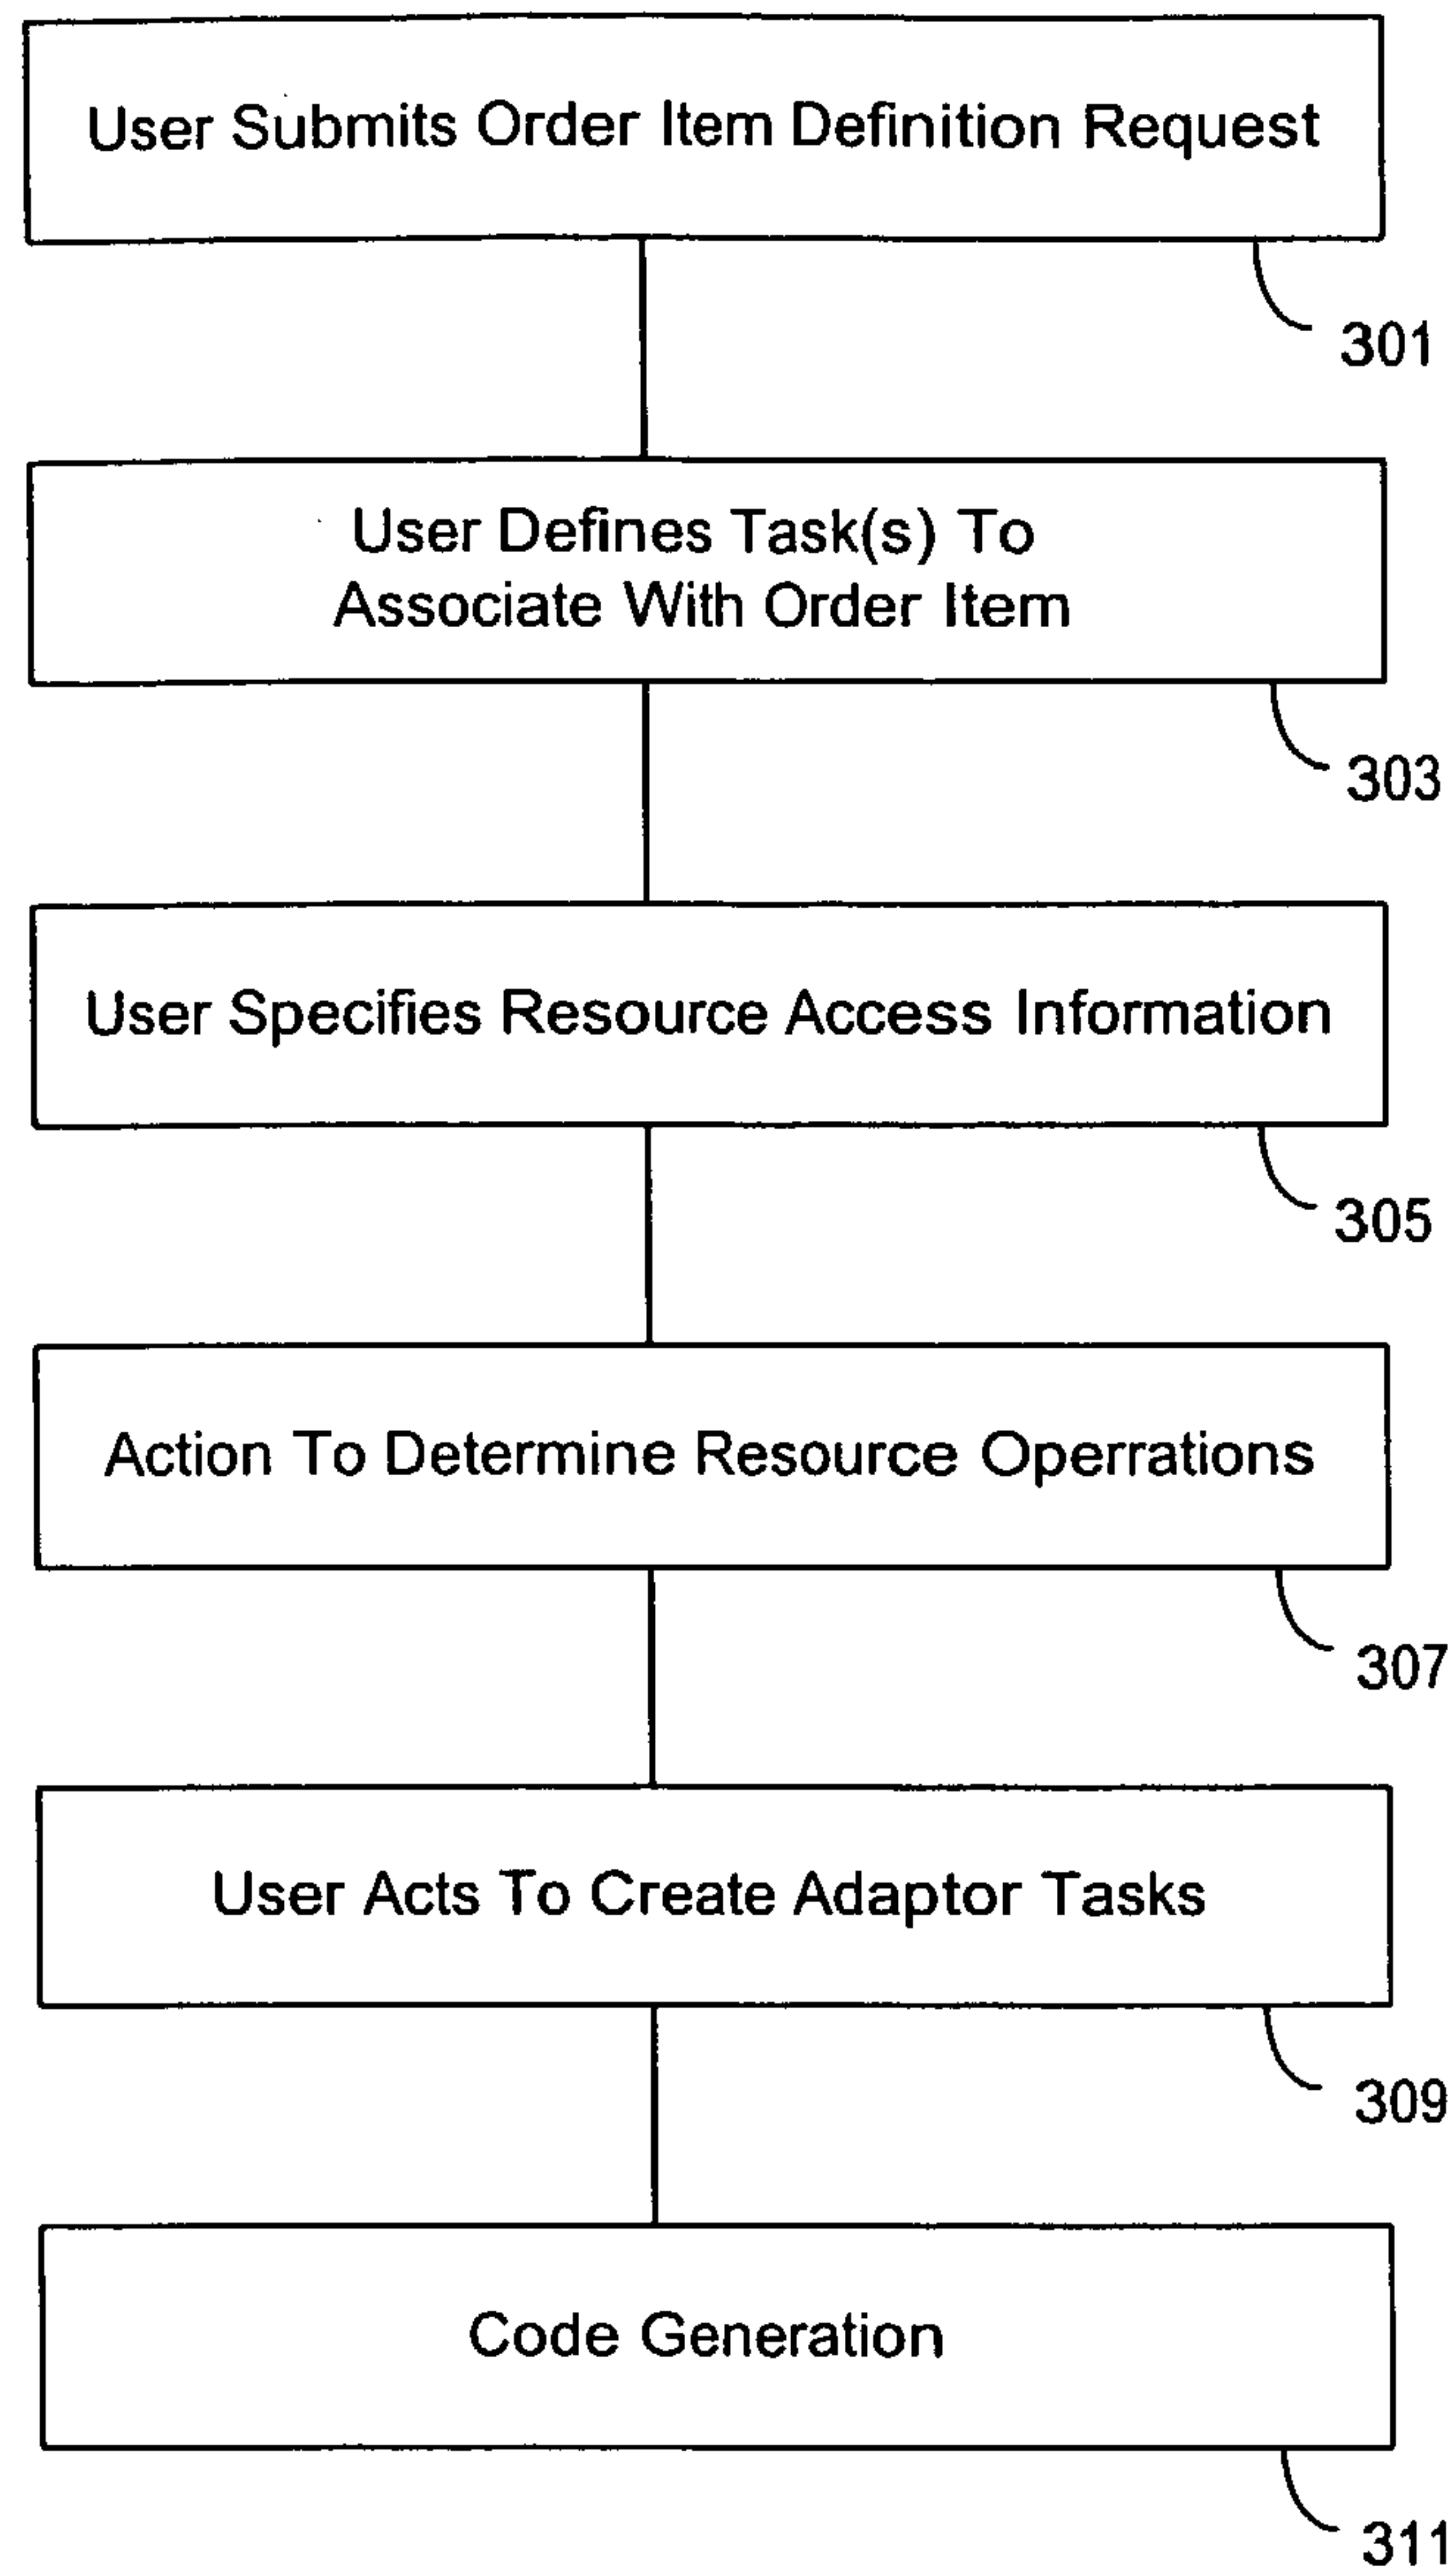 User Submits Order Item Definition Request
301
User Defines Task(s) To
Associate With Order Item
303
User Specifies Resource Access Information
305
Action To Determine Resource Operrations
307
User Acts To Create Adaptor Tasks
309
Code Generation
311